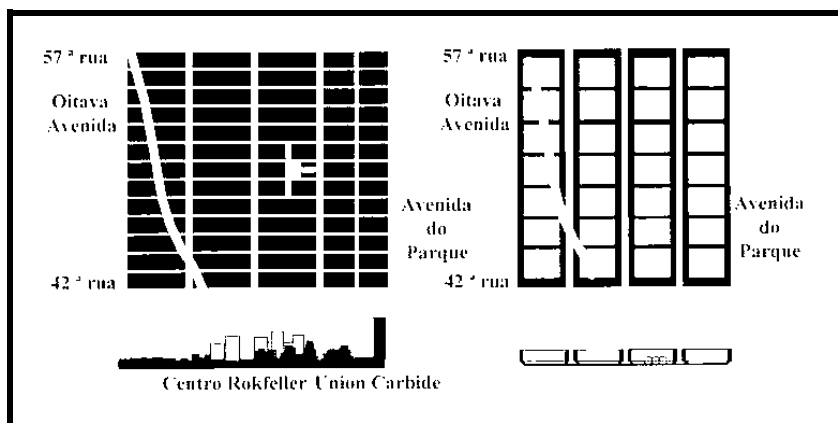 57 ª rua
Oitava
Avenida
Avenida
do
Parque
42 ª rua
Centro Rokfeller Union Carbide
57 ª rua
Oitava
Avenida
Avenida
do
Parque
42 ª rua